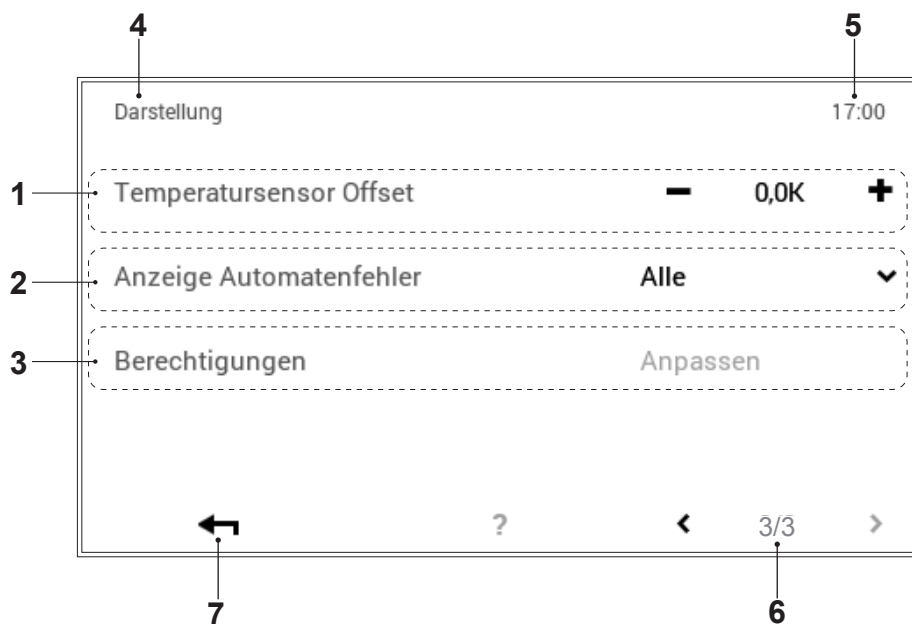 4 5
Darstellung 17:00
1 Temperatursensor Offset − 0,0K +
2 Anzeige Automatenfehler Alle
3 Berechtigungen Anpassen
? < 3/3 >
7 6